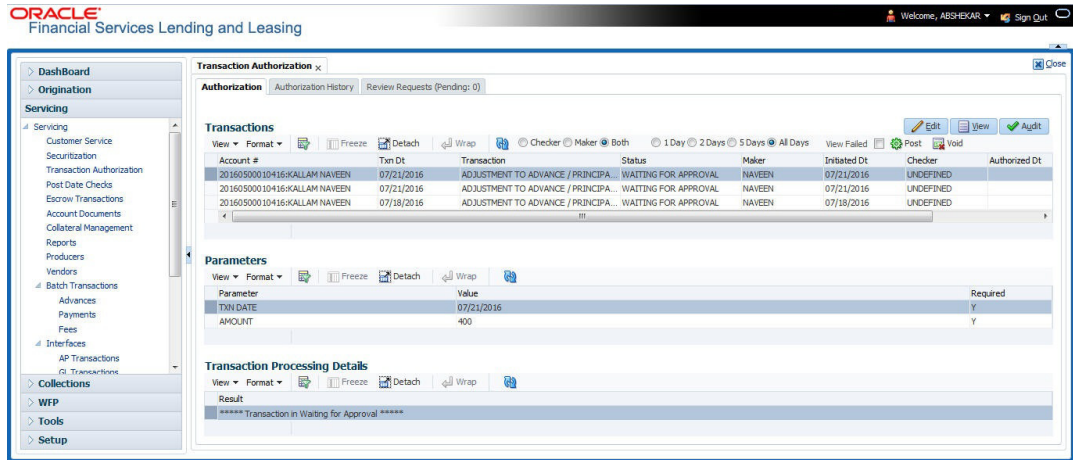 ORACLE
Financial Services Lending and Leasing
Welcome, ABSHEKAR
Sign Out
DashBoard
Origination
Servicing
Servicing
Customer Service
Securitization
Transaction Authorization
Post Date Checks
Escrow Transactions
Account Documents
Collateral Management
Reports
Producers
Vendors
Batch Transactions
Advances
Payments
Fees
Interfaces
AP Transactions
GL Transactions
Collections
WFP
Tools
Setup
Transaction Authorization
Close
Authorization Authorization History Review Requests (Pending: 0)
Transactions
Edit View Audit
View Format Freeze Detach Wrap Checker Maker Both 1 Day 2 Days 5 Days All Days View Failed Post Void
Account # Txn Dt Transaction Status Maker Initiated Dt Checker Authorized Dt
20160500010416:KALLAM NAVEEN 07/21/2016 ADJUSTMENT TO ADVANCE / PRINCIPA... WAITING FOR APPROVAL NAVEEN 07/21/2016 UNDEFINED
20160500010416:KALLAM NAVEEN 07/21/2016 ADJUSTMENT TO ADVANCE / PRINCIPA... WAITING FOR APPROVAL NAVEEN 07/21/2016 UNDEFINED
20160500010416:KALLAM NAVEEN 07/18/2016 ADJUSTMENT TO ADVANCE / PRINCIPA... WAITING FOR APPROVAL NAVEEN 07/18/2016 UNDEFINED
Parameters
View Format Freeze Detach Wrap
Parameter Value Required
TXN DATE 07/21/2016 Y
AMOUNT 400 Y
Transaction Processing Details
View Format Freeze Detach Wrap
Result
***** Transaction in Waiting for Approval *****